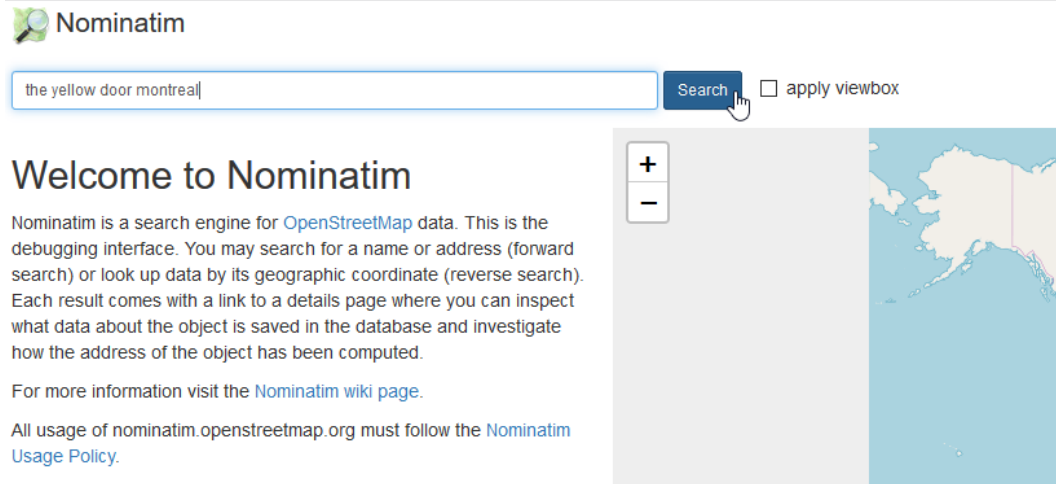 Nominatim
the yellow door montreal
Search
apply viewbox
Welcome to Nominatim
Nominatim is a search engine for OpenStreetMap data. This is the
debugging interface. You may search for a name or address (forward
search) or look up data by its geographic coordinate (reverse search).
Each result comes with a link to a details page where you can inspect
what data about the object is saved in the database and investigate
how the address of the object has been computed.
For more information visit the Nominatim wiki page.
All usage of nominatim.openstreetmap.org must follow the Nominatim
Usage Policy.
+
−